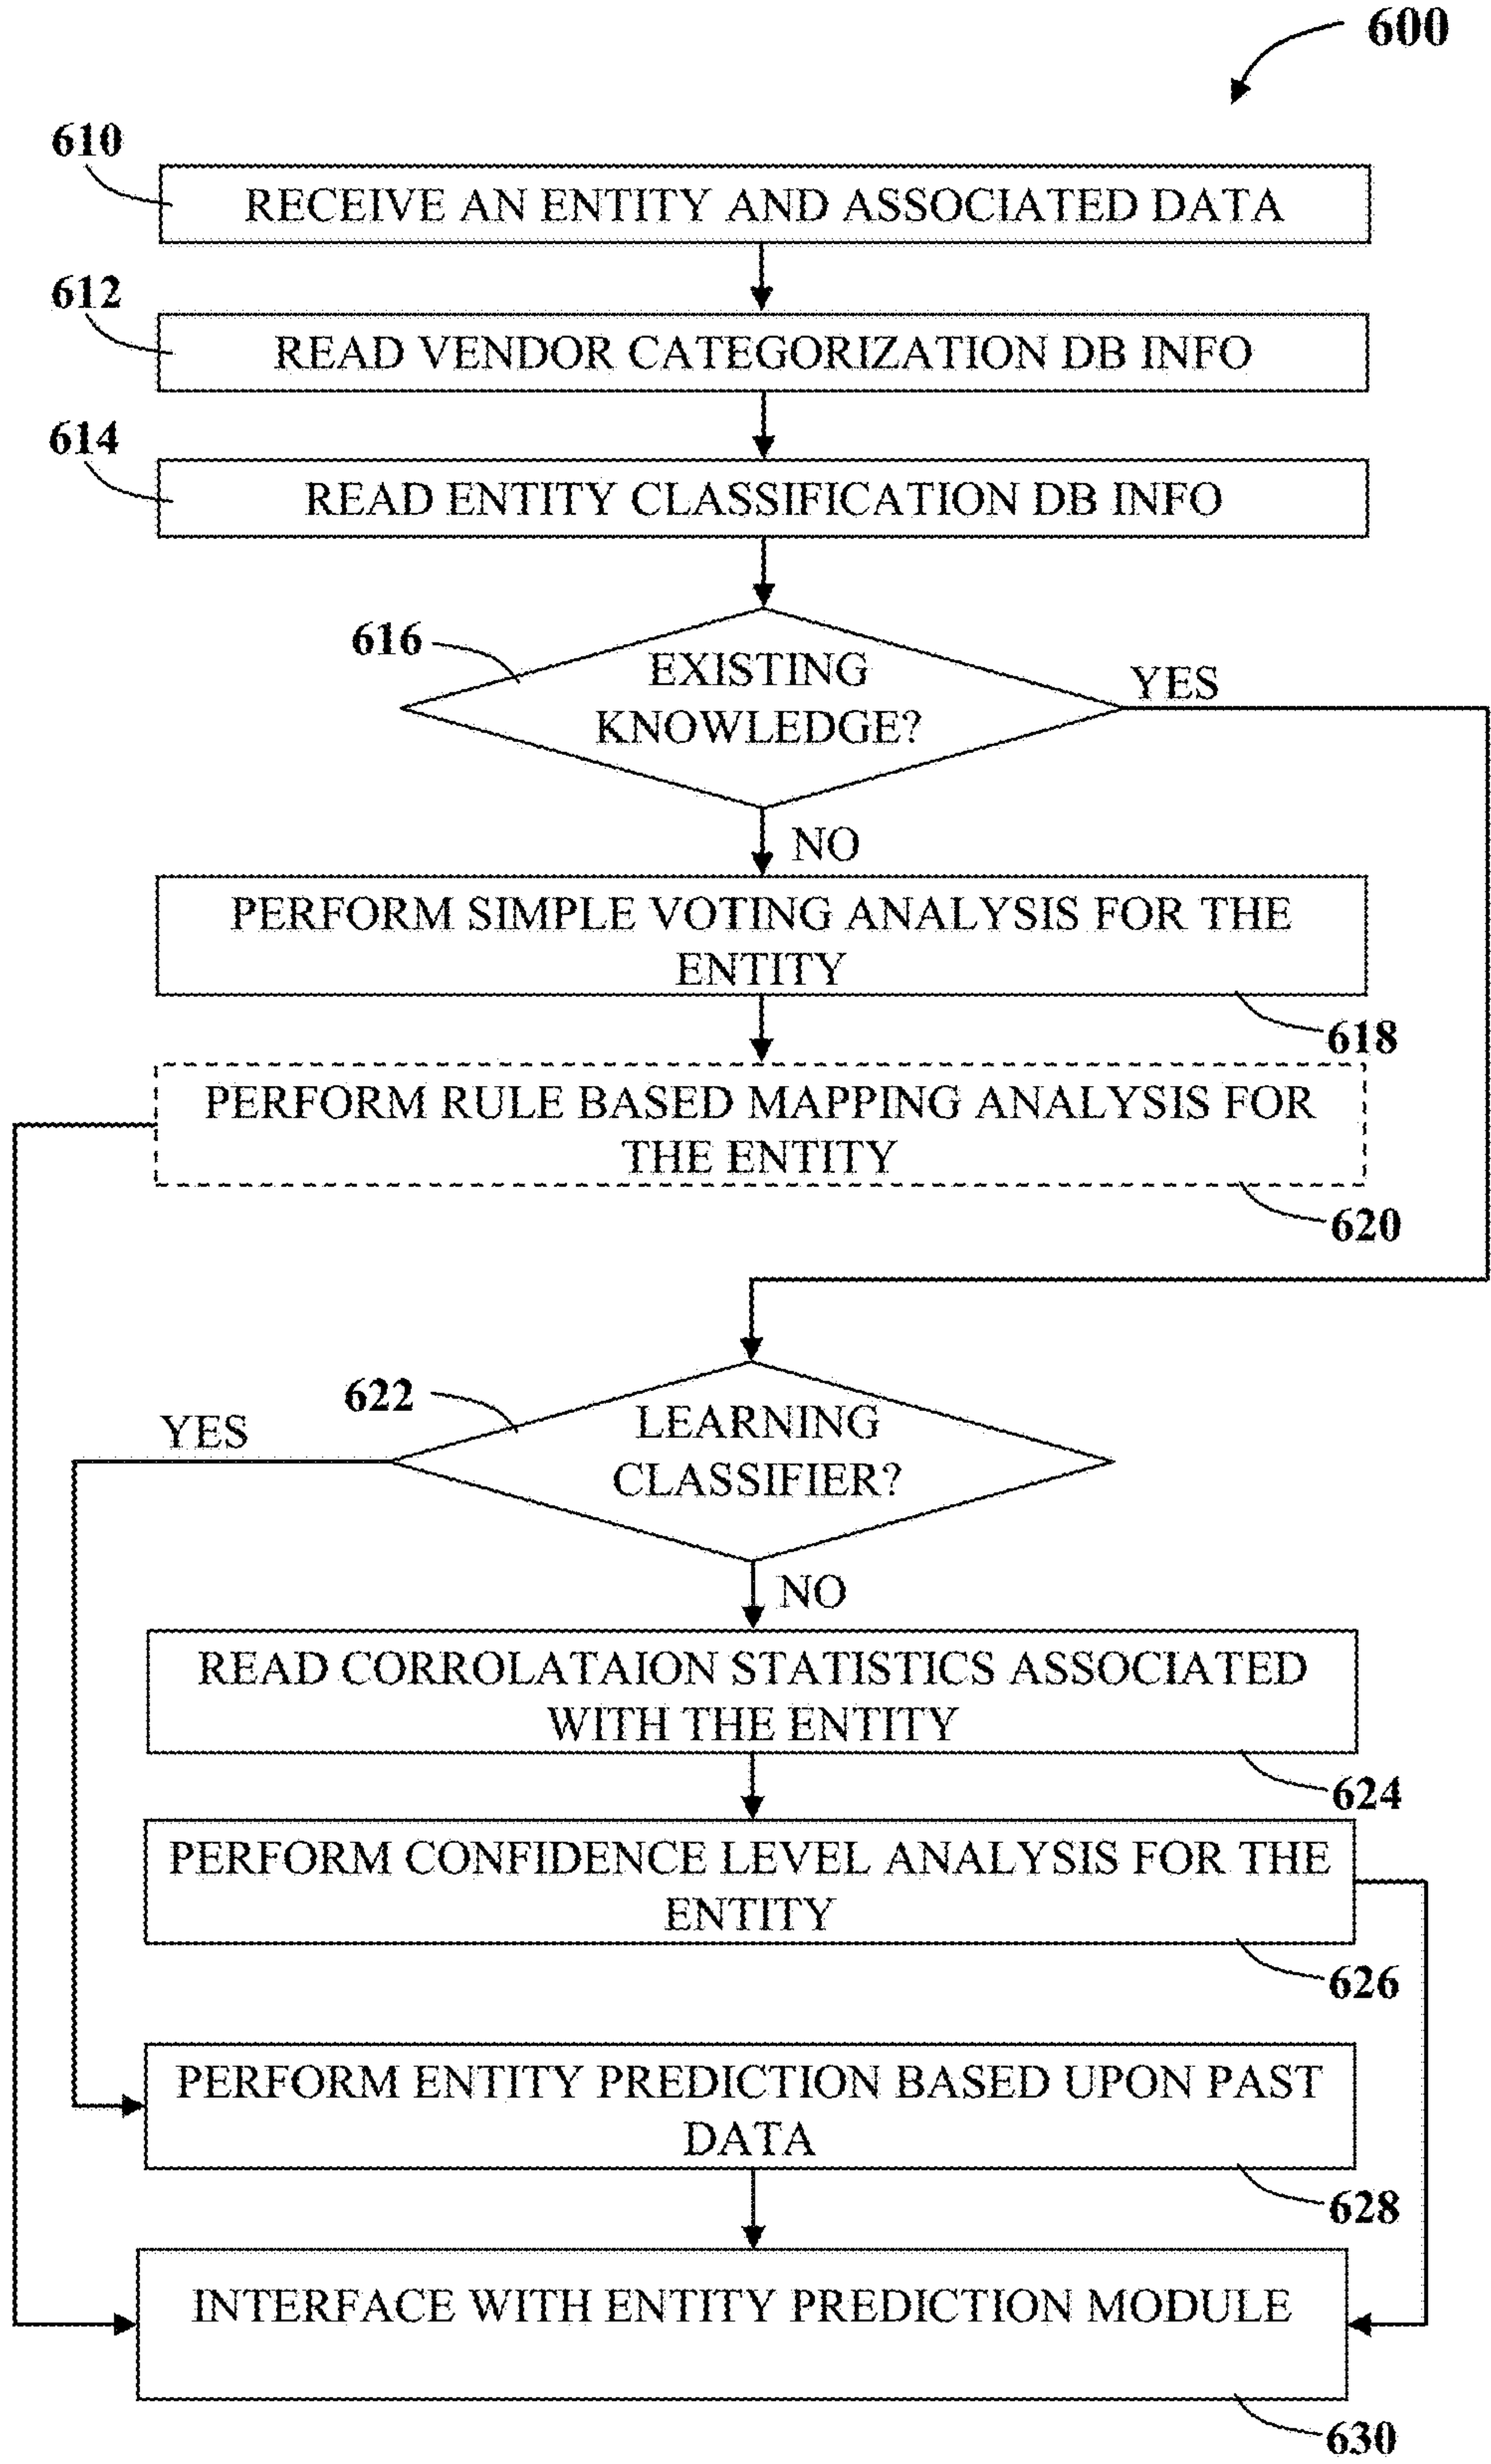 600
610
RECEIVE AN ENTITY AND ASSOCIATED DATA
612
READ VENDOR CATEGORIZATION DB INFO
614
READ ENTITY CLASSIFICATION DB INFO
616
EXISTING
KNOWLEDGE?
YES
NO
PERFORM SIMPLE VOTING ANALYSIS FOR THE
ENTITY
618
PERFORM RULE BASED MAPPING ANALYSIS FOR
THE ENTITY
620
622
LEARNING
CLASSIFIER?
YES
NO
READ CORROLATAION STATISTICS ASSOCIATED
WITH THE ENTITY
624
PERFORM CONFIDENCE LEVEL ANALYSIS FOR THE
ENTITY
626
PERFORM ENTITY PREDICTION BASED UPON PAST
DATA
628
INTERFACE WITH ENTITY PREDICTION MODULE
630